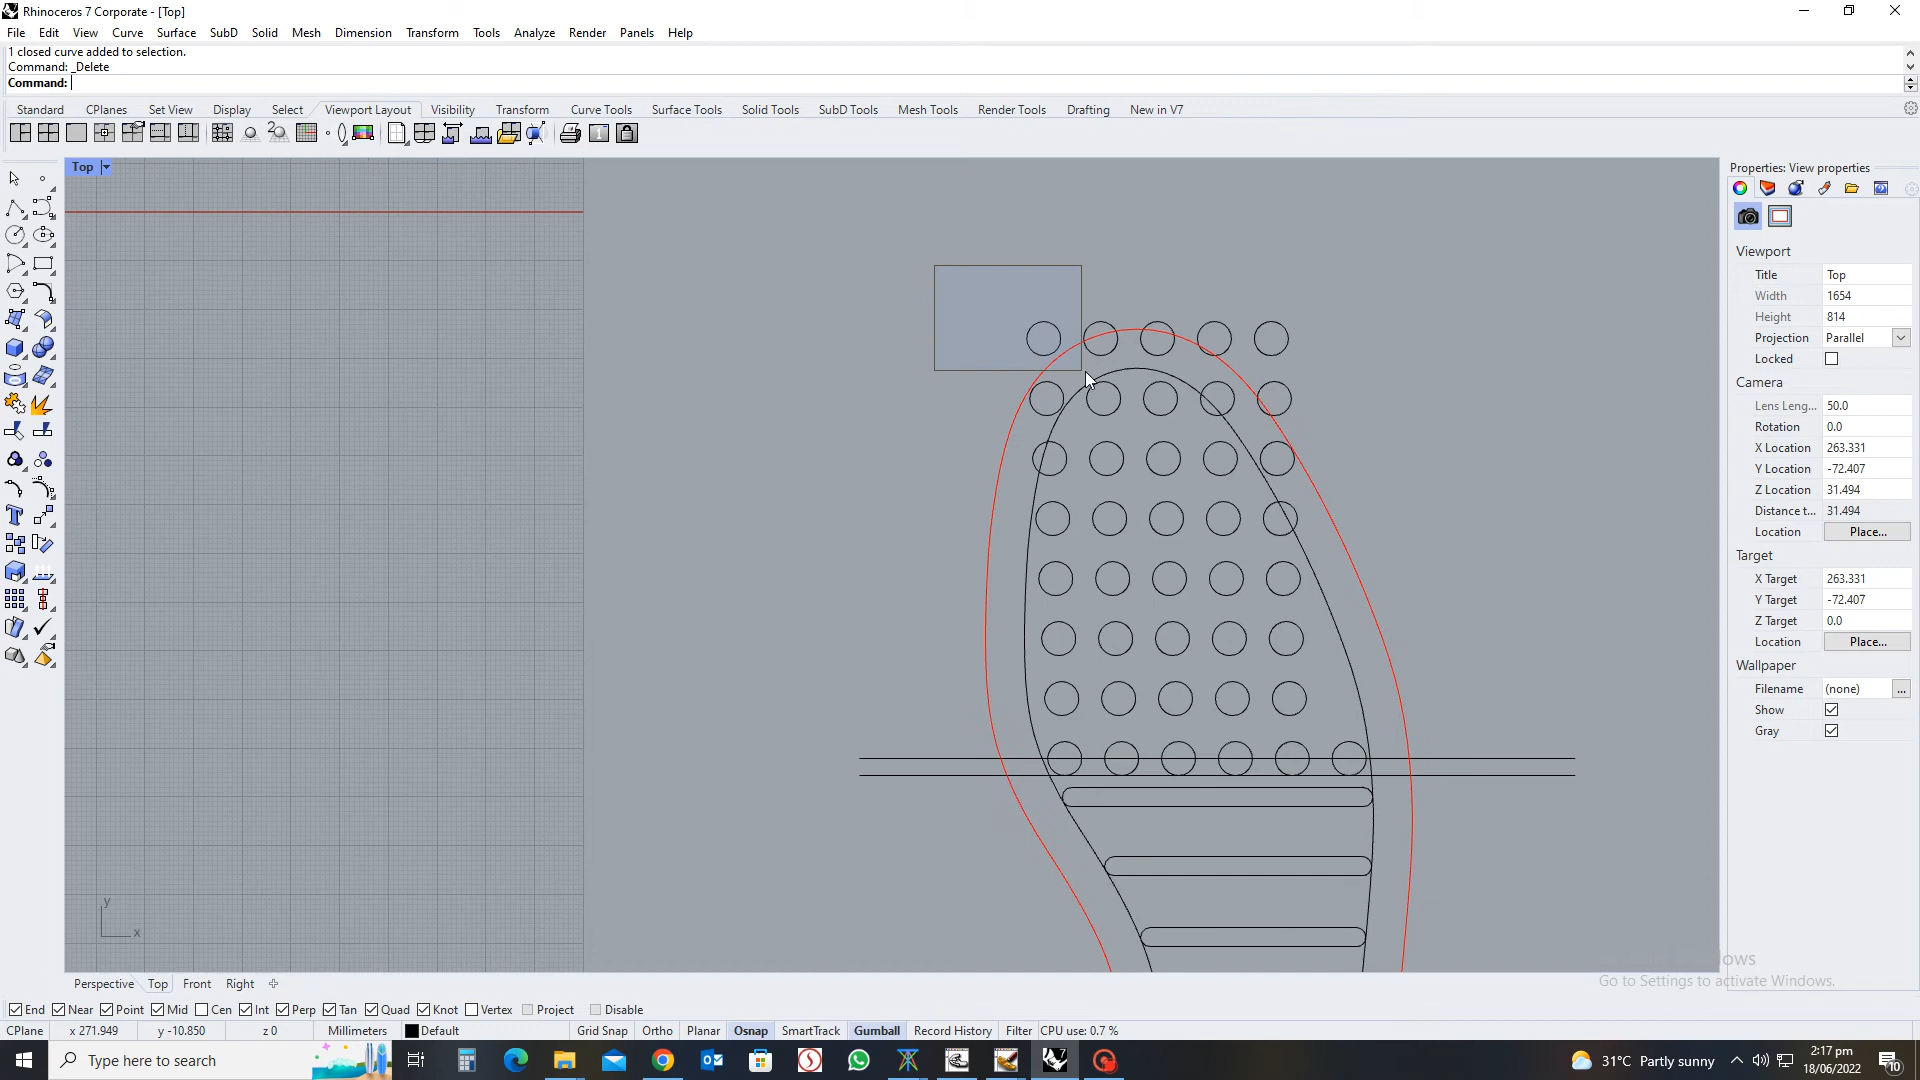 Rhinoceros 7 Corporate - [Top]
File Edit View Curve Surface SubD Solid Mesh Dimension Transform Tools Analyze Render Panels Help
1 closed curve added to selection.
Command: _Delete
Command:
Standard CPlanes Set View Display Select Viewport Layout Visibility Transform Curve Tools Surface Tools Solid Tools SubD Tools Mesh Tools Render Tools Drafting New in V7
Top
Properties: View properties
Viewport
Title Top
Width 1654
Height 814
Projection Parallel
Locked
Camera
Lens Leng... 50.0
Rotation 0.0
X Location 263.331
Y Location -72.407
Z Location 31.494
Distance t... 31.494
Location Place...
Target
X Target 263.331
Y Target -72.407
Z Target 0.0
Location Place...
Wallpaper
Filename (none) ...
Show
Gray
y
x
Go to Settings to activate Windows.
Perspective Top Front Right
End Near Point Mid Cen Int Perp Tan Quad Knot Vertex Project Disable
CPlane x 271.949 y -10.850 z 0 Millimeters Default Grid Snap Ortho Planar Osnap SmartTrack Gumball Record History Filter CPU use: 0.7 %
Type here to search
31°C Partly sunny
2:17 pm
18/06/2022
10